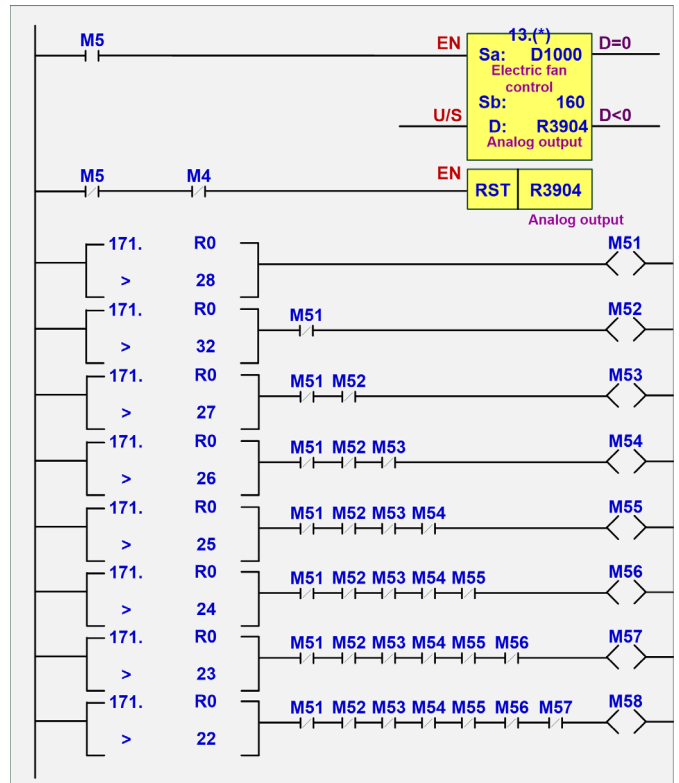 M5 EN 13.(*) D=0
Sa: D1000
Electric fan
control
Sb: 160
U/S D: R3904 D<0
Analog output
M5 M4 EN RST R3904
Analog output
171. R0 M51
> 28
171. R0 M51 M52
> 32
171. R0 M51 M52 M53
> 27
171. R0 M51 M52 M53 M54
> 26
171. R0 M51 M52 M53 M54 M55
> 25
171. R0 M51 M52 M53 M54 M55 M56
> 24
171. R0 M51 M52 M53 M54 M55 M56 M57
> 23
171. R0 M51 M52 M53 M54 M55 M56 M57 M58
> 22